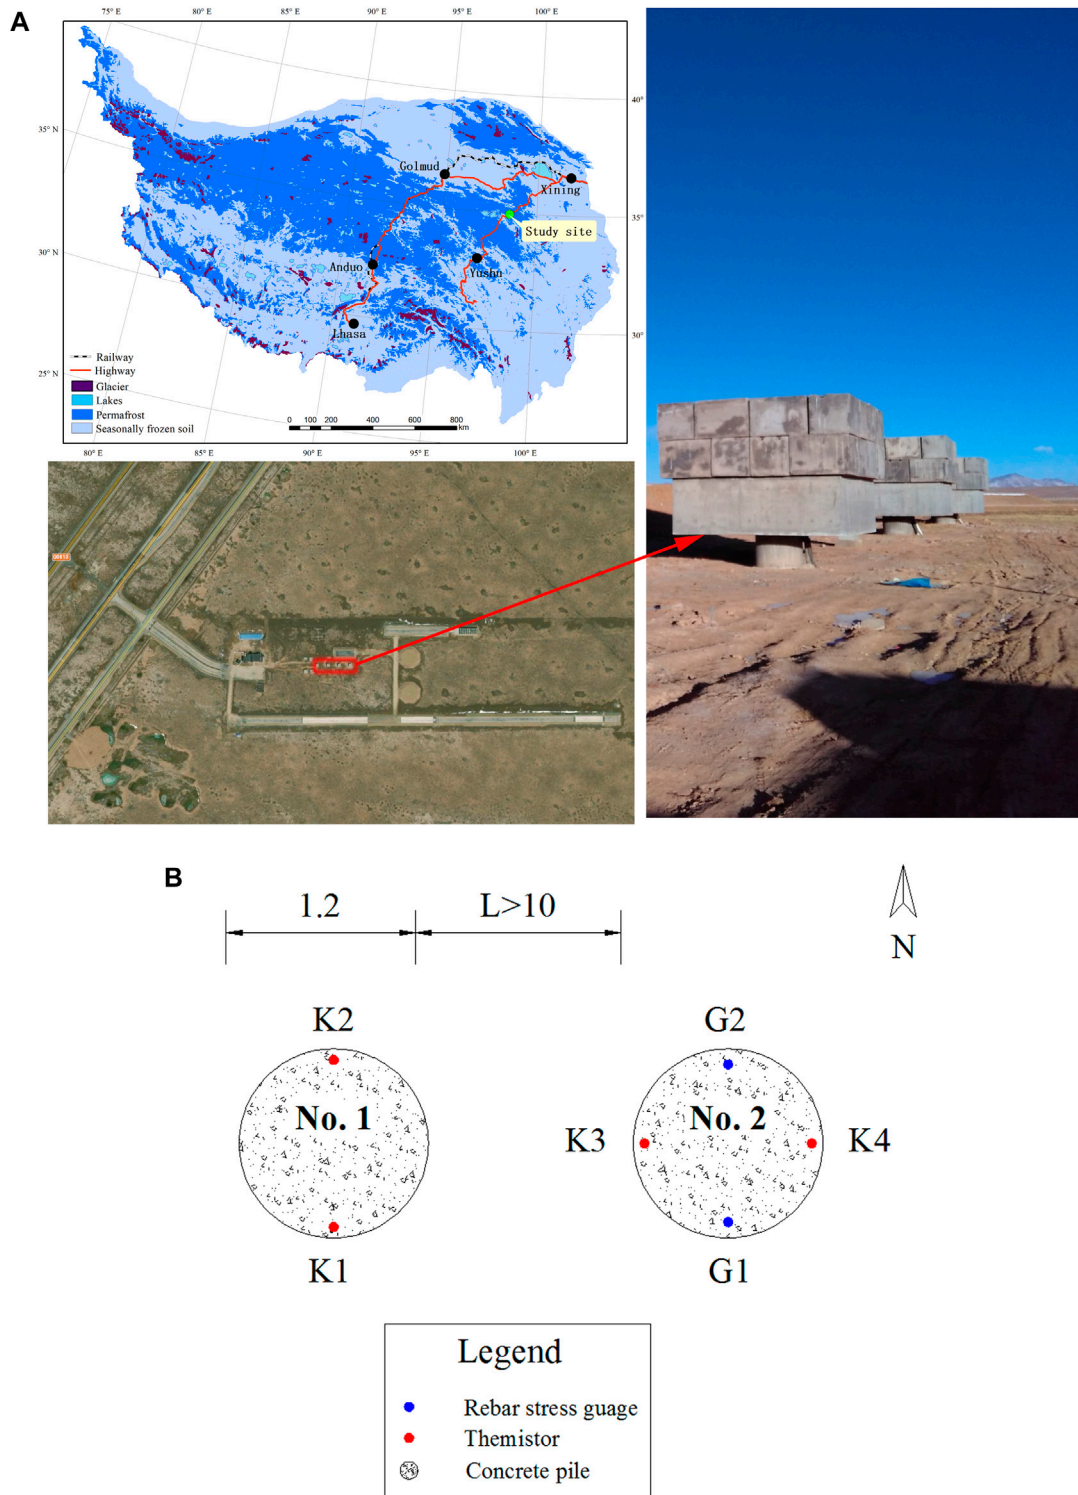 A
75° E
80° E
85° E
90° E
95° E
100° E
40°
35°N
Golmud
Xining
35°
Study site
30° N
Anduo
Yushu
Lhasa
30°
Railway
Highway
25°N
Glacier
Lakes
Permafrost
Seasonally frozen soil
0 100 200 400 600 800
km
80° E
85° E
90° E
95° E
100° E
B
1.2
L>10
N
K2
G2
No. 1
No. 2
K3
K4
K1
G1
Legend
Rebar stress guage
Themistor
Concrete pile